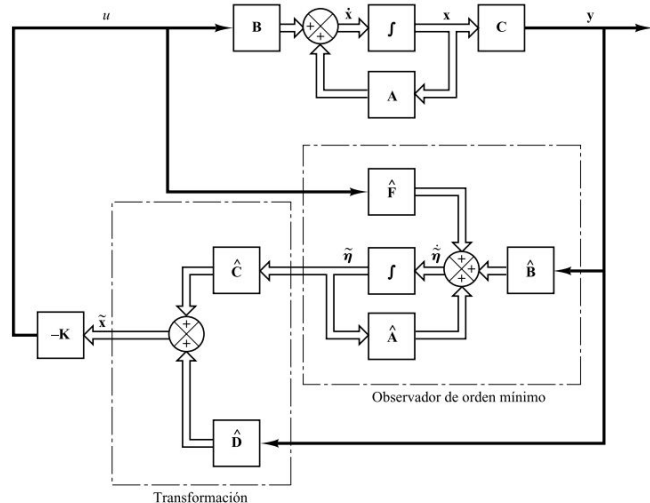 u
B
+
+
ẋ
∫
x
C
y
A
F̂
Ĉ
η̃
∫
η̃̇
+
+
+
B̂
Â
–K
x̃
+
+
D̂
Observador de orden mínimo
Transformación